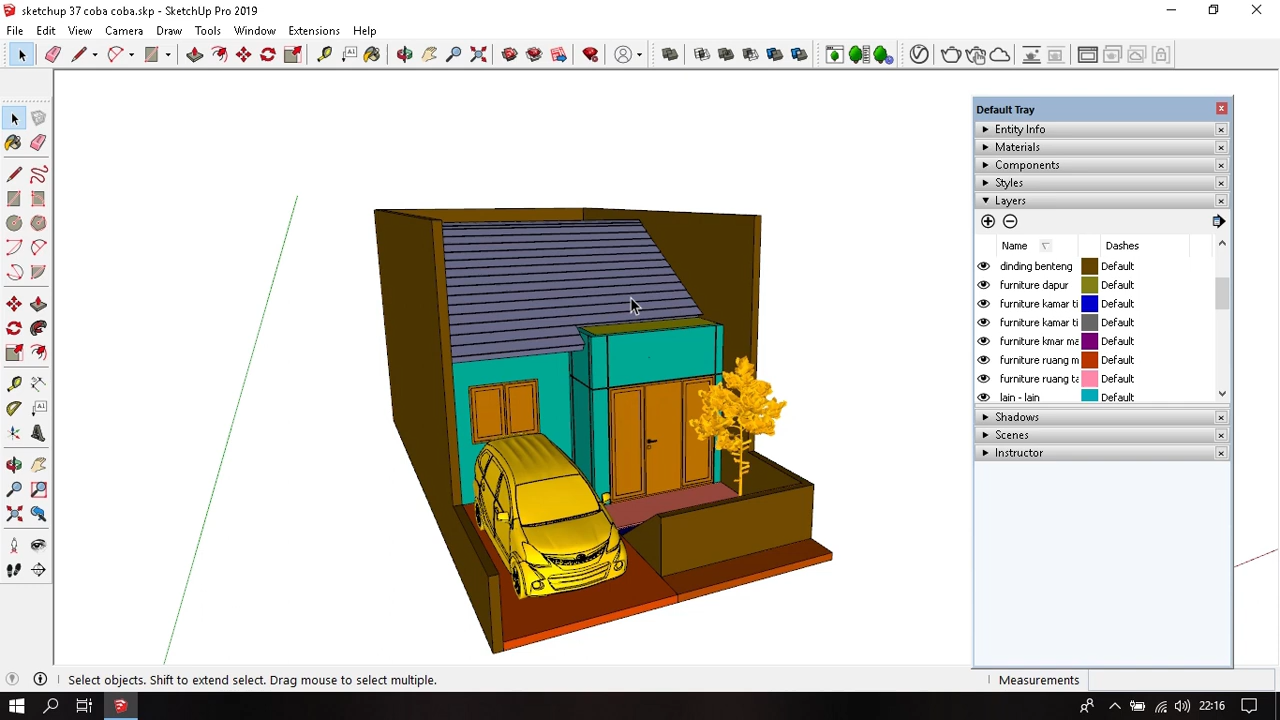 sketchup 37 coba coba.skp - SketchUp Pro 2019
File Edit View Camera Draw Tools Window Extensions Help
Default Tray
Entity Info
Materials
Components
Styles
Layers
Name Dashes
dinding benteng Default
furniture dapur Default
furniture kamar ti Default
furniture kamar ti Default
furniture kmar ma Default
furniture ruang m Default
furniture ruang ta Default
lain - lain Default
Shadows
Scenes
Instructor
Select objects. Shift to extend select. Drag mouse to select multiple.
Measurements
22:16